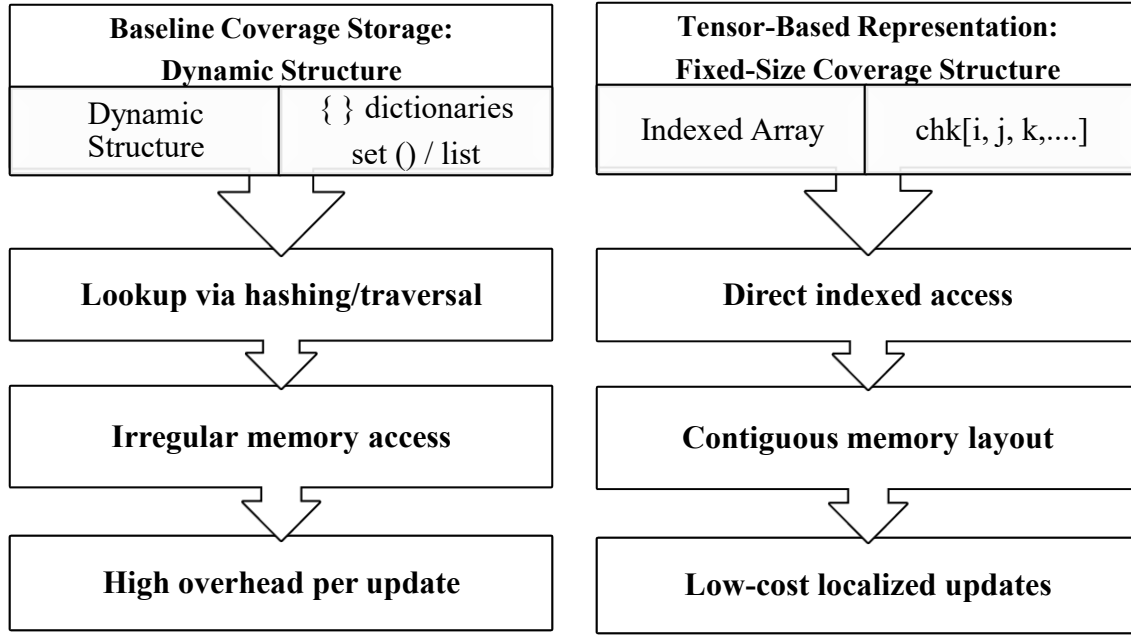 Baseline Coverage Storage:
Dynamic Structure
Dynamic
Structure
{ } dictionaries
set () / list
Lookup via hashing/traversal
Irregular memory access
High overhead per update
Tensor-Based Representation:
Fixed-Size Coverage Structure
Indexed Array
chk[i, j, k,....]
Direct indexed access
Contiguous memory layout
Low-cost localized updates